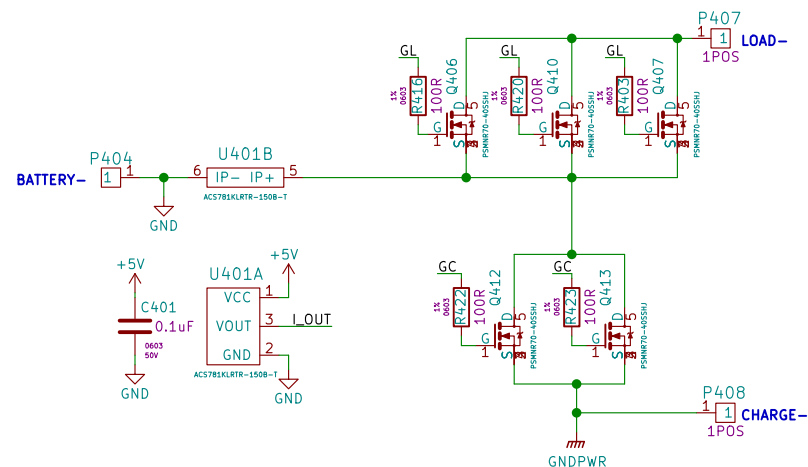 P407
1
1
LOAD-
1POS
GL
R416
1%
0603
100R
Q406
D
5
G
1
S
PSMNR70-40SSHJ
GL
R420
1%
0603
100R
Q410
D
5
G
1
S
PSMNR70-40SSHJ
GL
R403
1%
0603
100R
Q407
D
5
G
1
S
PSMNR70-40SSHJ
BATTERY-
P404
1
1
GND
U401B
6
IP- IP+
5
ACS781KLRTR-150B-T
+5V
C401
0.1uF
0603
50V
GND
U401A
+5V
VCC
1
VOUT
3
I_OUT
GND
2
ACS781KLRTR-150B-T
GND
GC
R422
1%
0603
100R
Q412
D
5
G
1
S
PSMNR70-40SSHJ
GC
R423
1%
0603
100R
Q413
D
5
G
1
S
PSMNR70-40SSHJ
P408
1
1
CHARGE-
1POS
GNDPWR